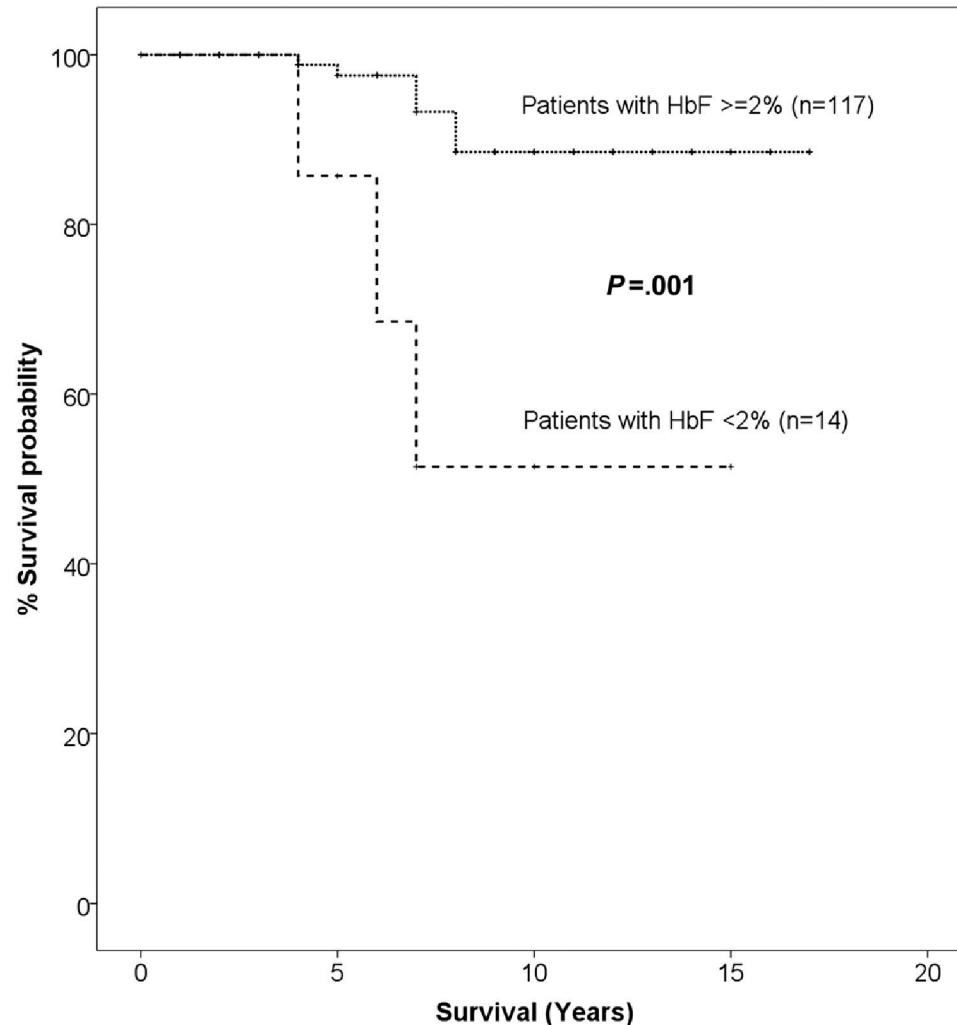 100
Patients with HbF >=2% (n=117)
80
P=.001
60
Patients with HbF <2% (n=14)
40
20
0
% Survival probability
0 5 10 15 20
Survival (Years)